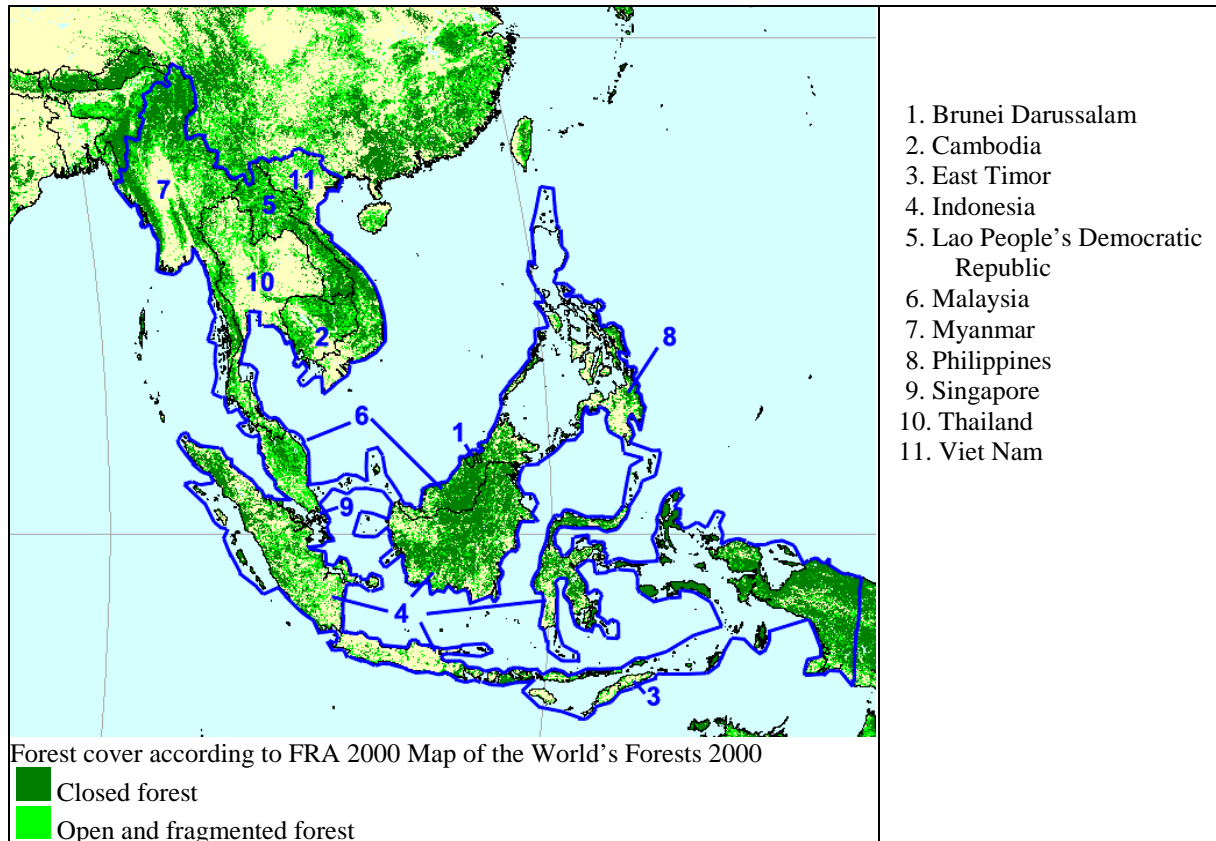 11
7
5
10
2
8
6
1
9
4
3
Forest cover according to FRA 2000 Map of the World’s Forests 2000
Closed forest
Open and fragmented forest
1. Brunei Darussalam
2. Cambodia
3. East Timor
4. Indonesia
5. Lao People’s Democratic
Republic
6. Malaysia
7. Myanmar
8. Philippines
9. Singapore
10. Thailand
11. Viet Nam